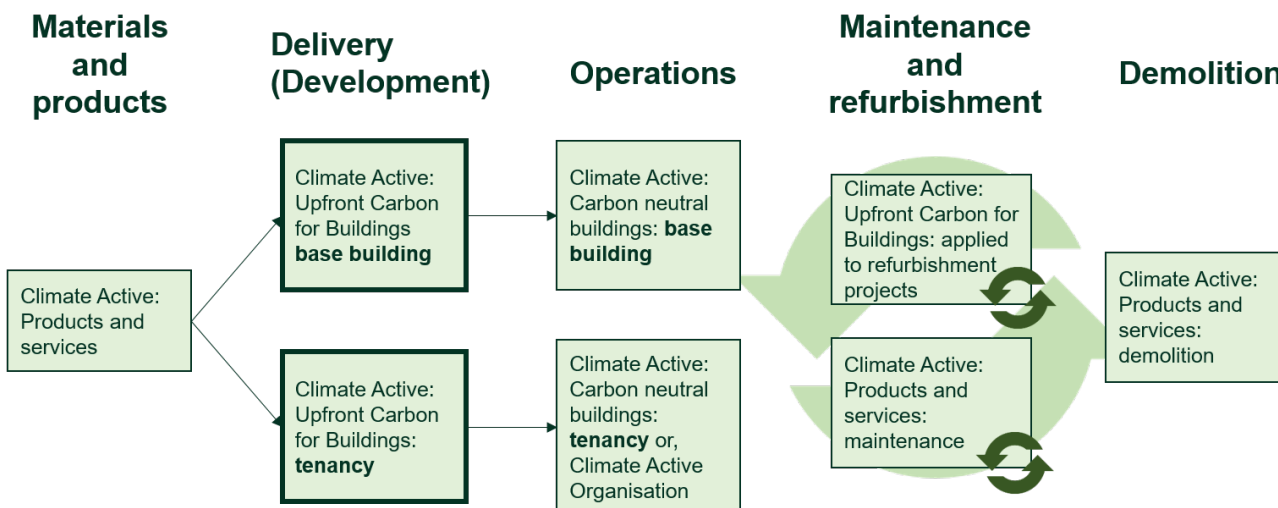 Materials
and
products
Delivery
(Development)
Operations
Maintenance
and
refurbishment
Demolition
Climate Active:
Products and
services
Climate Active:
Upfront Carbon
for Buildings
base building
Climate Active:
Upfront Carbon
for Buildings:
tenancy
Climate Active:
Carbon neutral
buildings: base
building
Climate Active:
Carbon neutral
buildings:
tenancy or,
Climate Active
Organisation
Climate Active:
Upfront Carbon for
Buildings: applied
to refurbishment
projects
Climate Active:
Products and
services:
maintenance
Climate Active:
Products and
services:
demolition